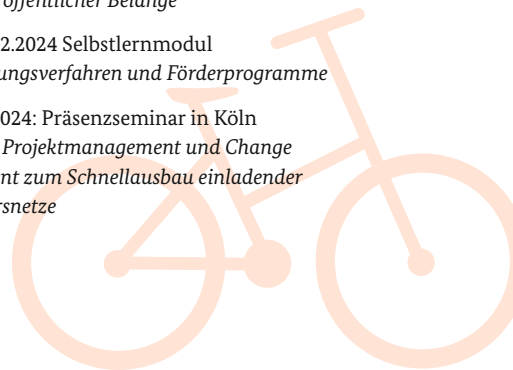 öffentlicher Belange
2.2024 Selbstlernmodul
ungsverfahren und Förderprogramme
024: Präsenzseminar in Köln
Projektmanagement und Change
nt zum Schnellausbau einladender
rsnetze